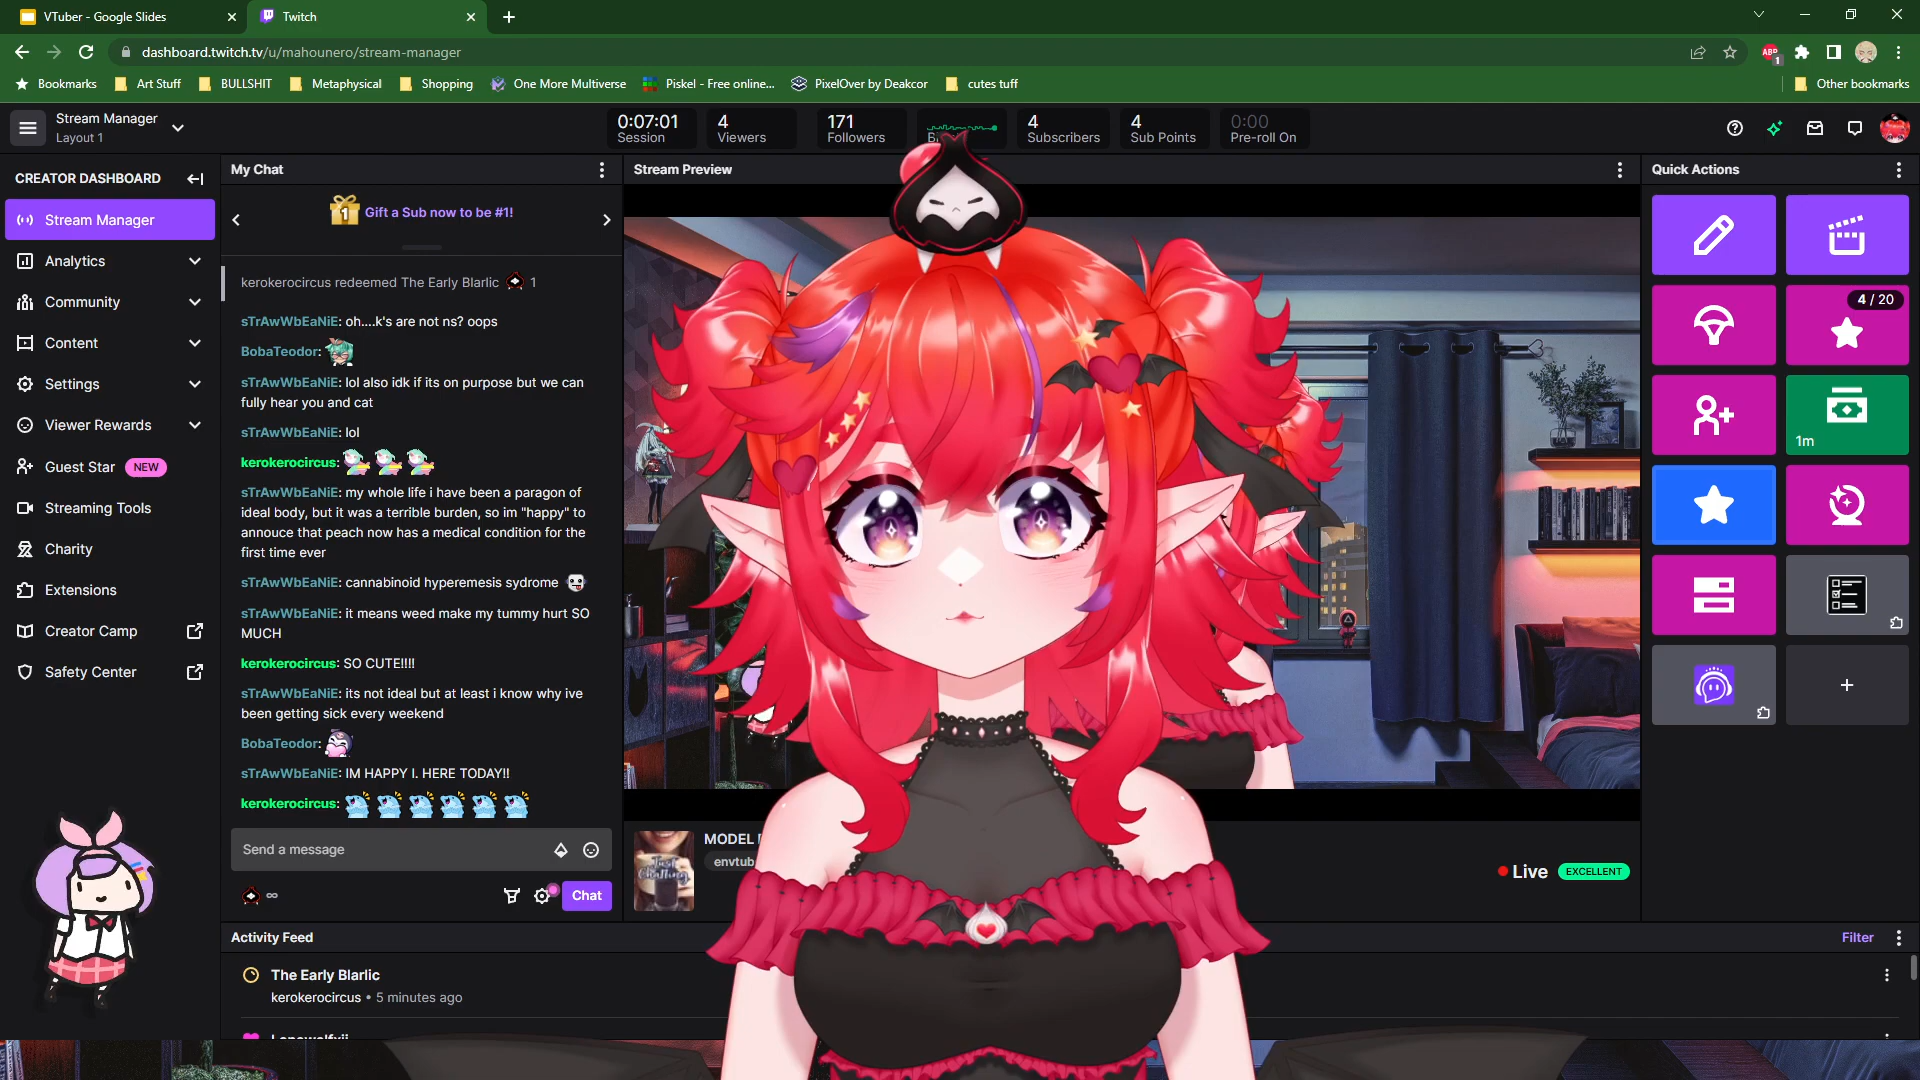 VTuber - Google Slides
Twitch
dashboard.twitch.tv/u/mahounero/stream-manager
ABP
1
Bookmarks
Art Stuff
BULLSHIT
Metaphysical
Shopping
One More Multiverse
Piskel - Free online...
PixelOver by Deakcor
cutes tuff
Other bookmarks
Stream Manager
Layout 1
0:07:01
Session
4
Viewers
171
Followers
4
Subscribers
4
Sub Points
0:00
Pre-roll On
CREATOR DASHBOARD
Stream Manager
Analytics
Community
Content
Settings
Viewer Rewards
Guest Star NEW
Streaming Tools
Charity
Extensions
Creator Camp
Safety Center
My Chat
1
Gift a Sub now to be #1!
kerokerocircus redeemed The Early Blarlic 1
sTrAwWbEaNiE: oh....k's are not ns? oops
BobaTeodor:
sTrAwWbEaNiE: lol also idk if its on purpose but we can
fully hear you and cat
sTrAwWbEaNiE: lol
kerokerocircus:
sTrAwWbEaNiE: my whole life i have been a paragon of
ideal body, but it was a terrible burden, so im "happy" to
annouce that peach now has a medical condition for the
first time ever
sTrAwWbEaNiE: cannabinoid hyperemesis sydrome
sTrAwWbEaNiE: it means weed make my tummy hurt SO
MUCH
kerokerocircus: SO CUTE!!!!
sTrAwWbEaNiE: its not ideal but at least i know why ive
been getting sick every weekend
BobaTeodor:
sTrAwWbEaNiE: IM HAPPY I. HERE TODAY!!
kerokerocircus:
Send a message
∞
Chat
Stream Preview
Just
Chatting
MODEL
envtub
Live
EXCELLENT
Quick Actions
4 / 20
1m
Activity Feed
Filter
The Early Blarlic
kerokerocircus • 5 minutes ago